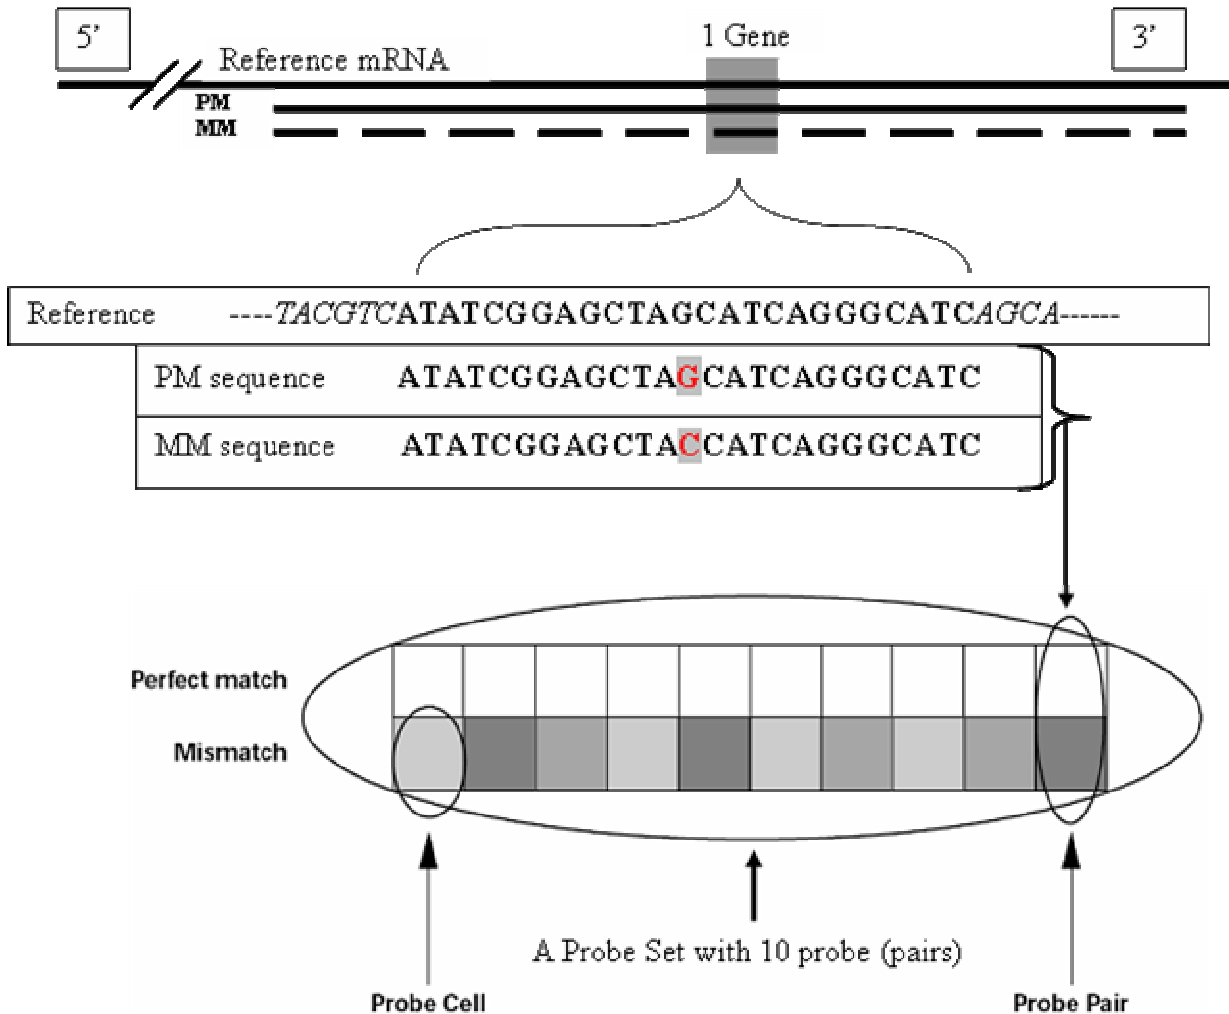 5’ 1 Gene 3’
Reference mRNA
PM
MM
Reference ----TACGTCATATCGGAGCTAGCATCAGGGCATCAGCA------
PM sequence ATATCGGAGCTAGCATCAGGGCATC
MM sequence ATATCGGAGCTACCATCAGGGCATC
Perfect match
Mismatch
A Probe Set with 10 probe (pairs)
Probe Cell Probe Pair